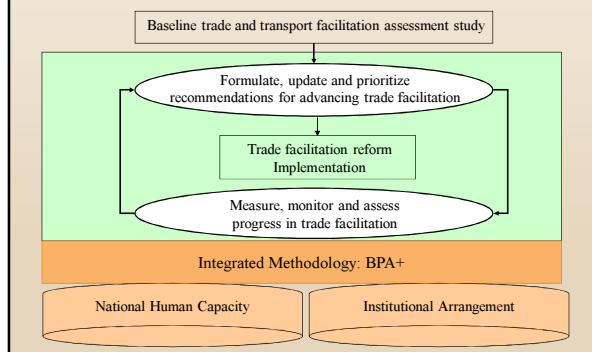 Baseline trade and transport facilitation assessment study
Formulate, update and prioritize
recommendations for advancing trade facilitation
Trade facilitation reform
Implementation
Measure, monitor and assess
progress in trade facilitation
Integrated Methodology: BPA+
National Human Capacity
Institutional Arrangement